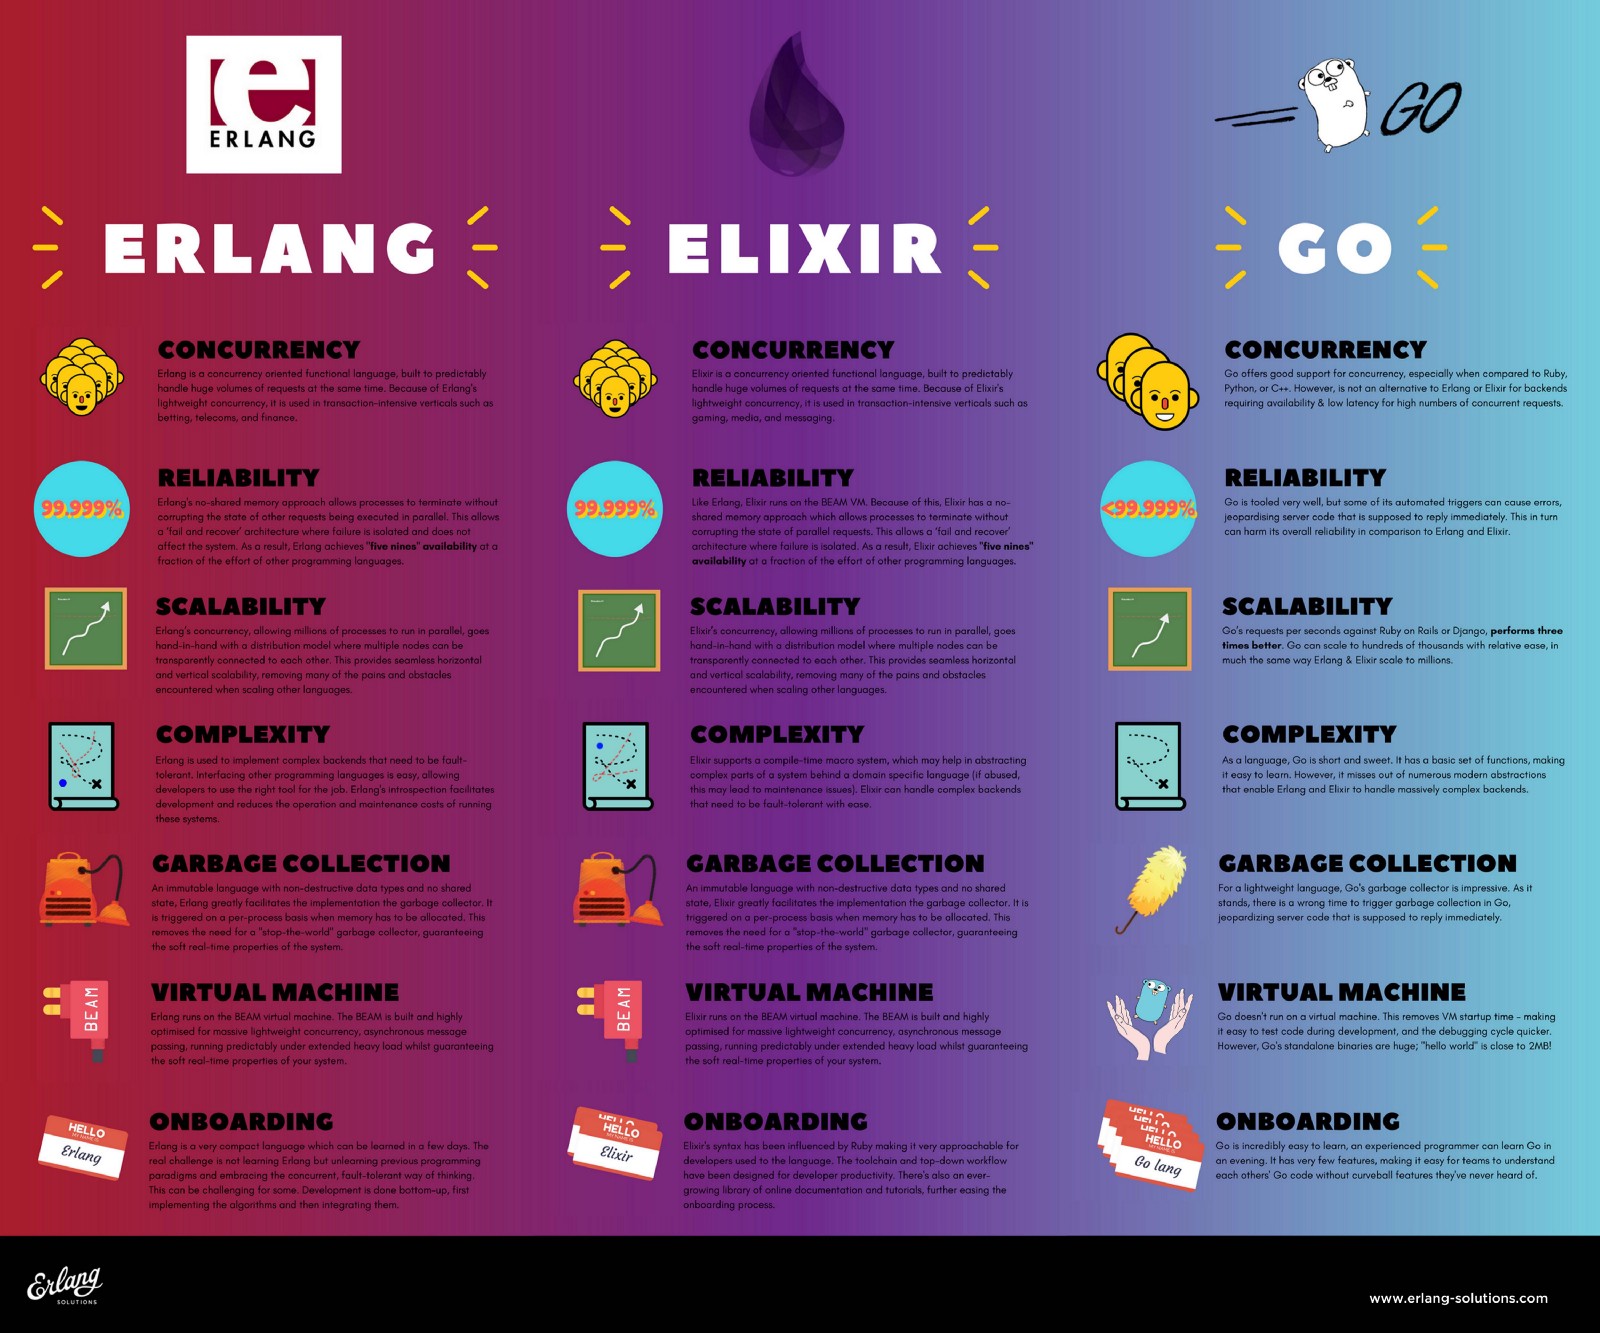 ERLANG
GO
ERLANG
ELIXIR
GO
CONCURRENCY
Erlang is a concurrency oriented functional language, built to predictably
handle huge volumes of requests at the same time. Because of Erlang's
lightweight concurrency, it is used in transaction-intensive verticals such as
betting, telecoms, and finance.
99.999%
RELIABILITY
Erlang's no-shared memory approach allows processes to terminate without
corrupting the state of other requests being executed in parallel. This allows
a 'fail and recover' architecture where failure is isolated and does not
affect the system. As a result, Erlang achieves "five nines" availability at a
fraction of the effort of other programming languages.
SCALABILITY
Erlang's concurrency, allowing millions of processes to run in parallel, goes
hand-in-hand with a distribution model where multiple nodes can be
transparently connected to each other. This provides seamless horizontal
and vertical scalability, removing many of the pains and obstacles
encountered when scaling other languages.
COMPLEXITY
Erlang is used to implement complex backends that need to be fault-
tolerant. Interfacing other programming languages is easy, allowing
developers to use the right tool for the job. Erlang's introspection facilitates
development and reduces the operation and maintenance costs of running
these systems.
GARBAGE COLLECTION
An immutable language with non-destructive data types and no shared
state, Erlang greatly facilitates the implementation the garbage collector. It
is triggered on a per-process basis when memory has to be allocated. This
removes the need for a "stop-the-world" garbage collector, guaranteeing
the soft real-time properties of the system.
BEAM
VIRTUAL MACHINE
Erlang runs on the BEAM virtual machine. The BEAM is built and highly
optimised for massive lightweight concurrency, asynchronous message
passing, running predictably under extended heavy load whilst guaranteeing
the soft real-time properties of your system.
HELLO
MY NAME IS
Erlang
ONBOARDING
Erlang is a very compact language which can be learned in a few days. The
real challenge is not learning Erlang but unlearning previous programming
paradigms and embracing the concurrent, fault-tolerant way of thinking.
This can be challenging for some. Development is done bottom-up, first
implementing the algorithms and then integrating them.
CONCURRENCY
Elixir is a concurrency oriented functional language, built to predictably
handle huge volumes of requests at the same time. Because of Elixir's
lightweight concurrency, it is used in transaction-intensive verticals such as
gaming, media, and messaging.
99.999%
RELIABILITY
Like Erlang, Elixir runs on the BEAM VM. Because of this, Elixir has a no-
shared memory approach which allows processes to terminate without
corrupting the state of parallel requests. This allows a 'fail and recover'
architecture where failure is isolated. As a result, Elixir achieves "five nines"
availability at a fraction of the effort of other programming languages.
SCALABILITY
Elixir's concurrency, allowing millions of processes to run in parallel, goes
hand-in-hand with a distribution model where multiple nodes can be
transparently connected to each other. This provides seamless horizontal
and vertical scalability, removing many of the pains and obstacles
encountered when scaling other languages.
COMPLEXITY
Elixir supports a compile-time macro system, which may help in abstracting
complex parts of a system behind a domain specific language (if abused,
this may lead to maintenance issues). Elixir can handle complex backends
that need to be fault-tolerant with ease.
GARBAGE COLLECTION
An immutable language with non-destructive data types and no shared
state, Elixir greatly facilitates the implementation the garbage collector. It is
triggered on a per-process basis when memory has to be allocated. This
removes the need for a "stop-the-world" garbage collector, guaranteeing
the soft real-time properties of the system.
BEAM
VIRTUAL MACHINE
Elixir runs on the BEAM virtual machine. The BEAM is built and highly
optimised for massive lightweight concurrency, asynchronous message
passing, running predictably under extended heavy load whilst guaranteeing
the soft real-time properties of your system.
HELLO
HELLO
MY NAME IS
Elixir
ONBOARDING
Elixir's syntax has been influenced by Ruby making it very approachable for
developers used to the language. The toolchain and top-down workflow
have been designed for developer productivity. There's also an ever-
growing library of online documentation and tutorials, further easing the
onboarding process.
CONCURRENCY
Go offers good support for concurrency, especially when compared to Ruby,
Python, or C++. However, is not an alternative to Erlang or Elixir for backends
requiring availability & low latency for high numbers of concurrent requests.
<99.999%
RELIABILITY
Go is tooled very well, but some of its automated triggers can cause errors,
jeopardising server code that is supposed to reply immediately. This in turn
can harm its overall reliability in comparison to Erlang and Elixir.
SCALABILITY
Go's requests per seconds against Ruby on Rails or Django, performs three
times better. Go can scale to hundreds of thousands with relative ease, in
much the same way Erlang & Elixir scale to millions.
COMPLEXITY
As a language, Go is short and sweet. It has a basic set of functions, making
it easy to learn. However, it misses out of numerous modern abstractions
that enable Erlang and Elixir to handle massively complex backends.
GARBAGE COLLECTION
For a lightweight language, Go's garbage collector is impressive. As it
stands, there is a wrong time to trigger garbage collection in Go,
jeopardizing server code that is supposed to reply immediately.
VIRTUAL MACHINE
Go doesn't run on a virtual machine. This removes VM startup time - making
it easy to test code during development, and the debugging cycle quicker.
However, Go's standalone binaries are huge; "hello world" is close to 2MB!
HELLO
HELLO
HELLO
MY NAME IS
Go lang
ONBOARDING
Go is incredibly easy to learn, an experienced programmer can learn Go in
an evening. It has very few features, making it easy for teams to understand
each others' Go code without curveball features they've never heard of.
Erlang
SOLUTIONS
www.erlang-solutions.com